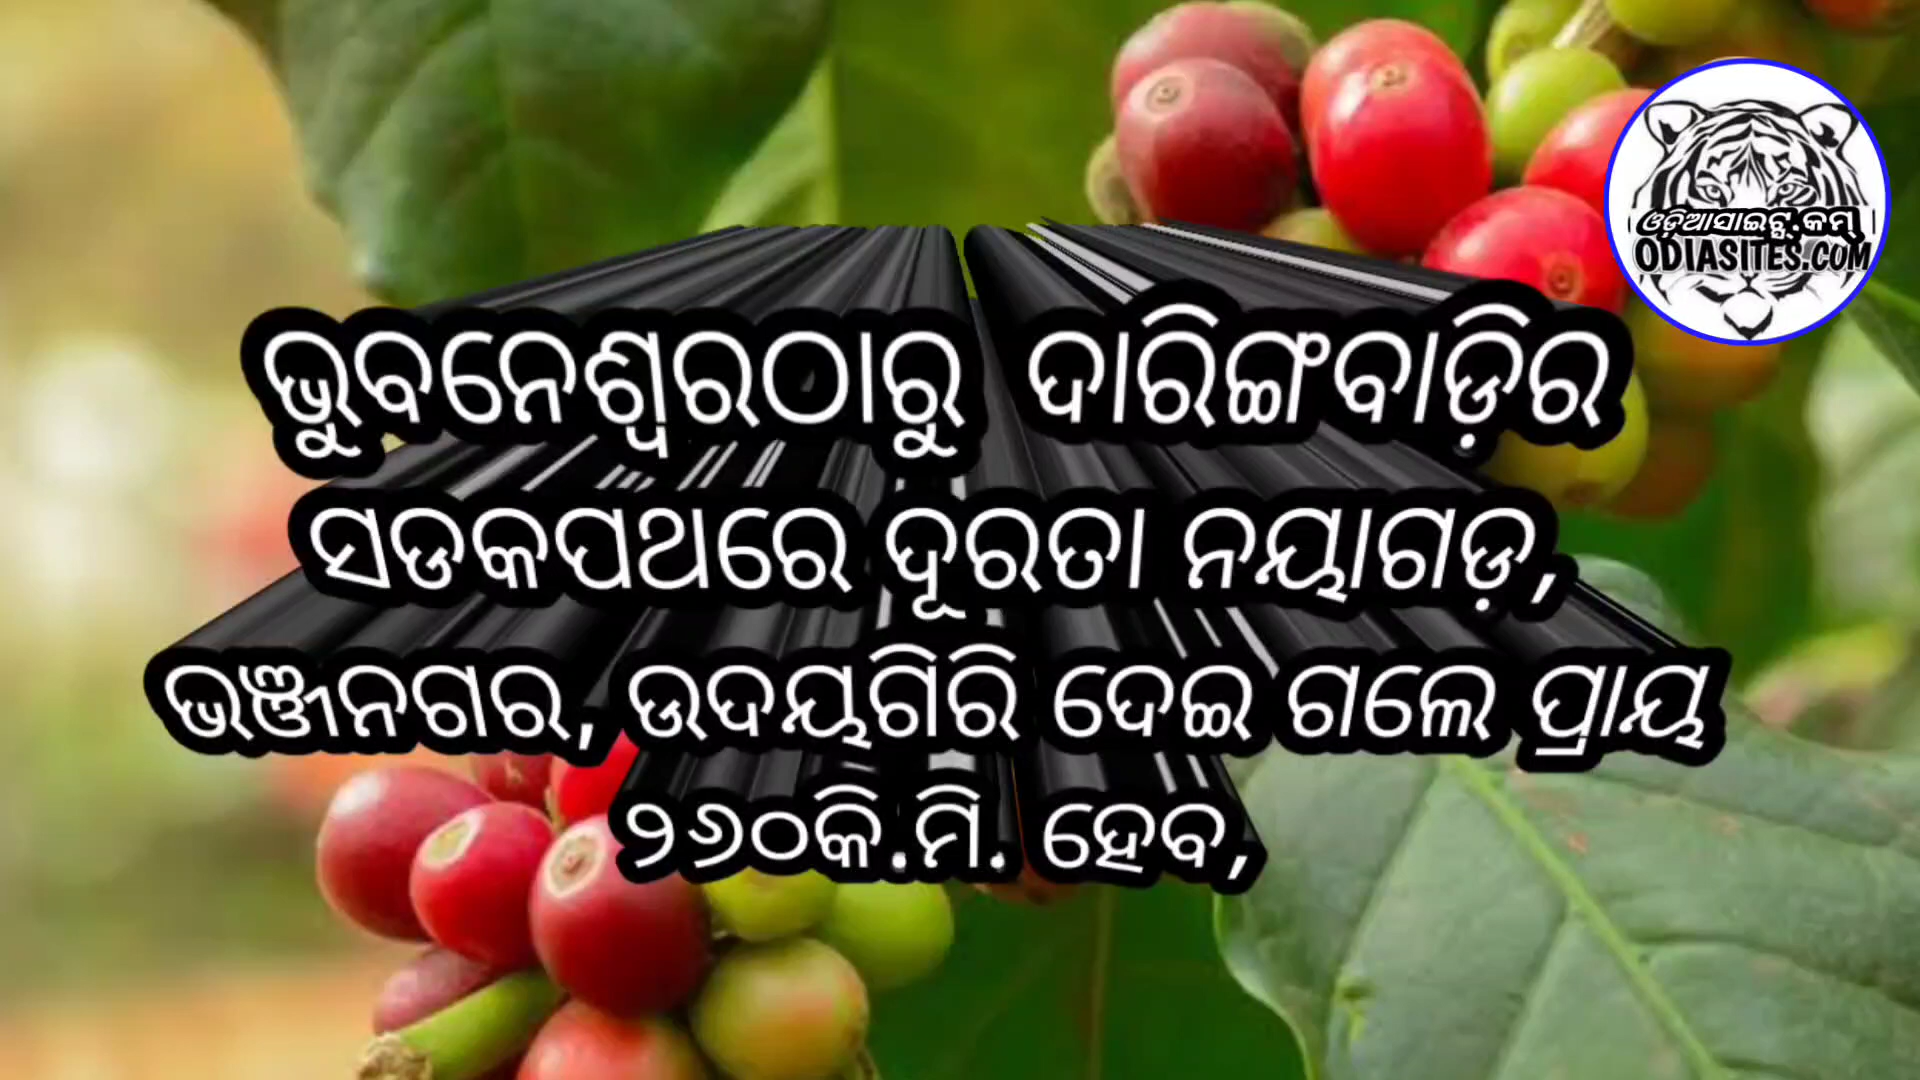 ଓଡ଼ିଆସାଇଟ୍ସ.କମ୍
ODIASITES.COM
ଭୁବନେଶ୍ୱରଠାରୁ ଦାରିଙ୍ଗବାଡ଼ିର
ସଡକପଥରେ ଦୂରତା ନୟାଗଡ଼,
ଭଞ୍ଜନଗର, ଉଦୟଗିରି ଦେଇ ଗଲେ ପ୍ରାୟ
୨୬୦କି.ମି. ହେବ,